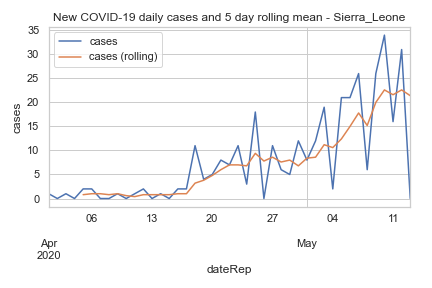 New COVID-19 daily cases and 5 day rolling mean - Sierra_Leone
cases
cases (rolling)
35
30
25
20
15
10
5
0
cases
06
13
20
27
04
11
Apr
2020
May
dateRep